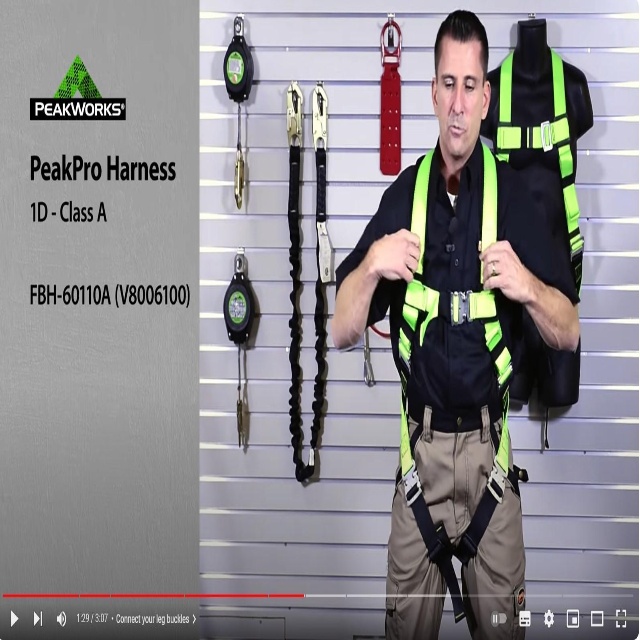 PEAKWORKS®
PeakPro Harness
1D - Class A
FBH-60110A (V8006100)
1:29 / 3:07 • Connect your leg buckles >